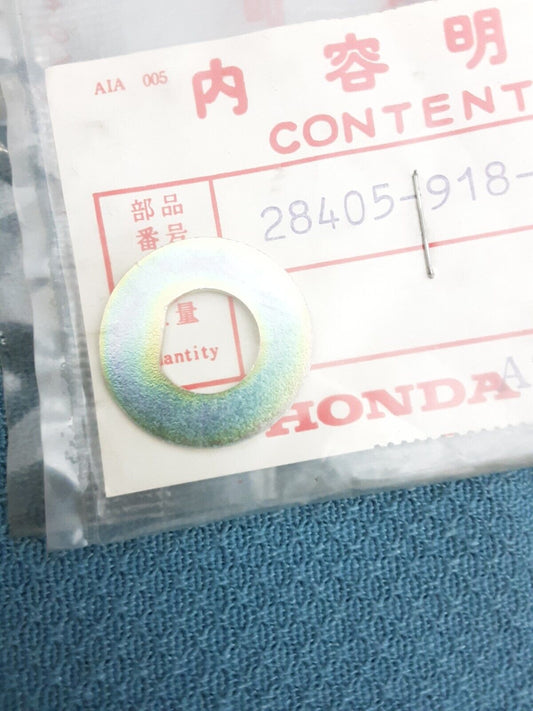 AIA 005
内容明
CONTENT
部品
番号
28405-918-
量
antity
HONDA
A